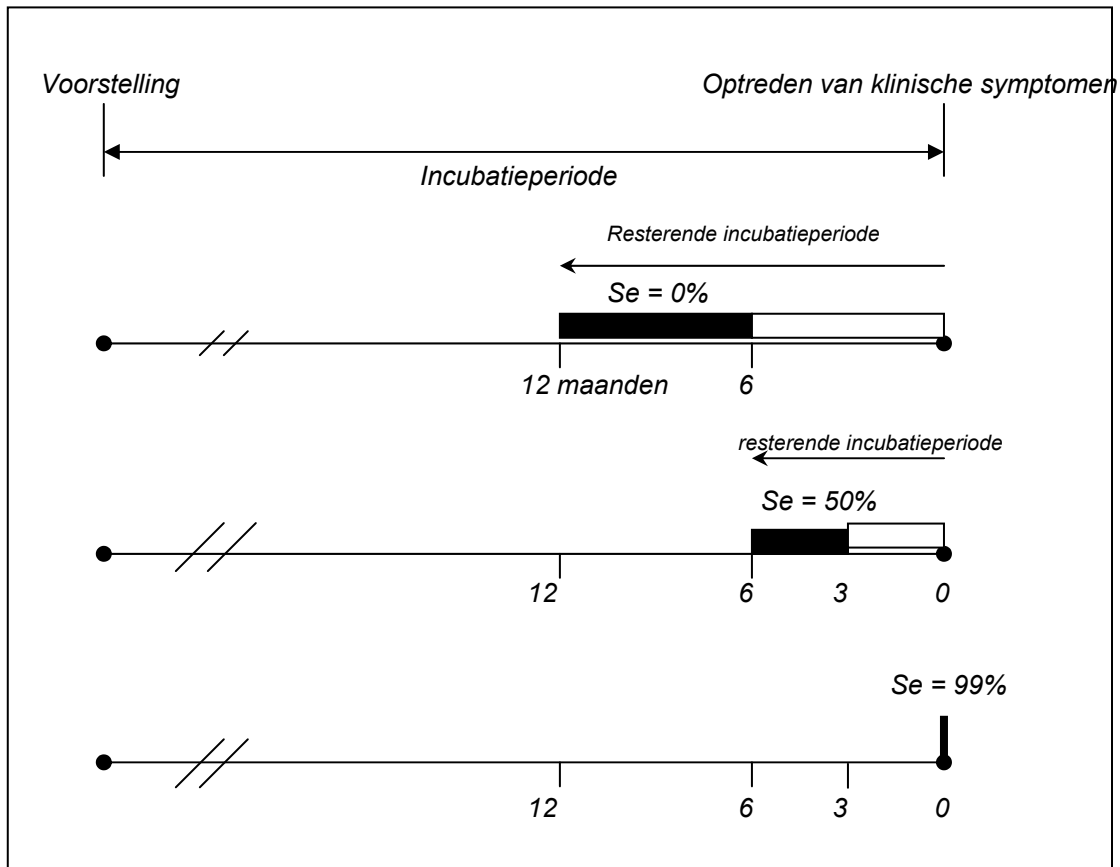 Voorstelling Optreden van klinische symptomen
Incubatieperiode
Resterende incubatieperiode
Se = 0%
12 maanden 6
resterende incubatieperiode
Se = 50%
12 6 3 0
Se = 99%
12 6 3 0